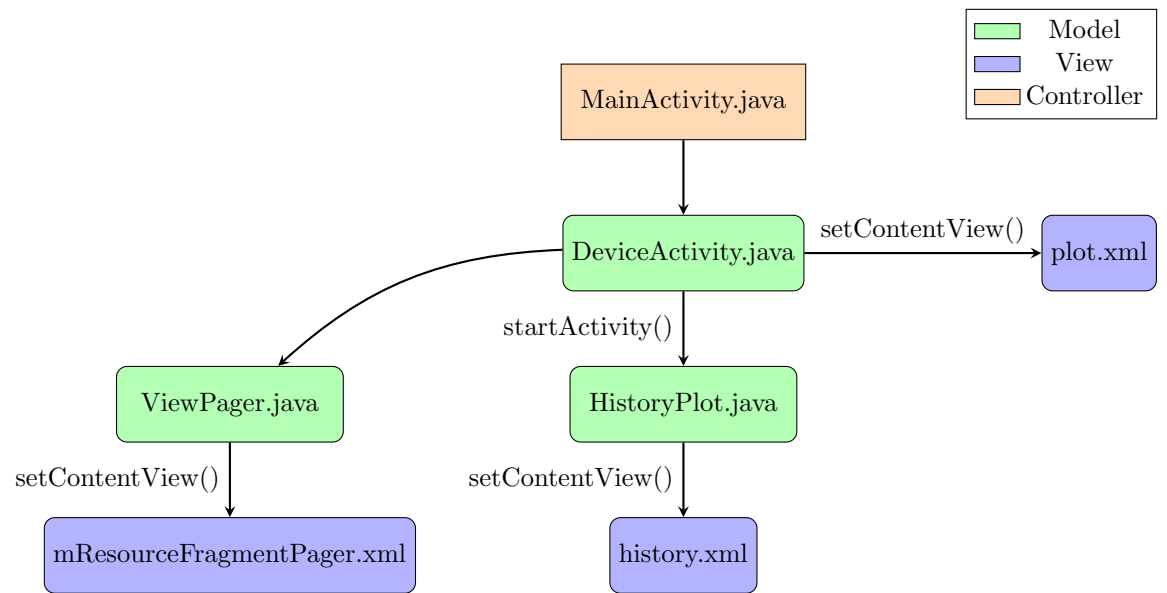 Model
View
Controller
MainActivity.java
DeviceActivity.java
setContentView()
plot.xml
startActivity()
ViewPager.java
HistoryPlot.java
setContentView()
setContentView()
mResourceFragmentPager.xml
history.xml